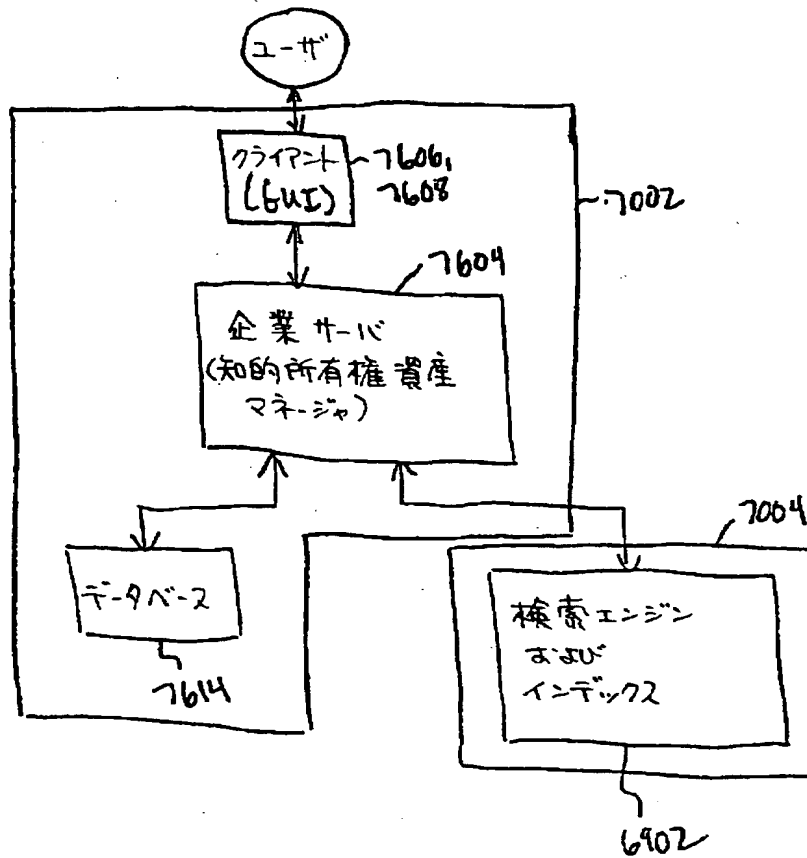 ユーザ
クライアント
(GUI)
7606,
7608
7002
7604
企業サーバ
(知的所有権資産
マネージャ)
7004
データベース
7614
検索エンジン
および
インデックス
6902